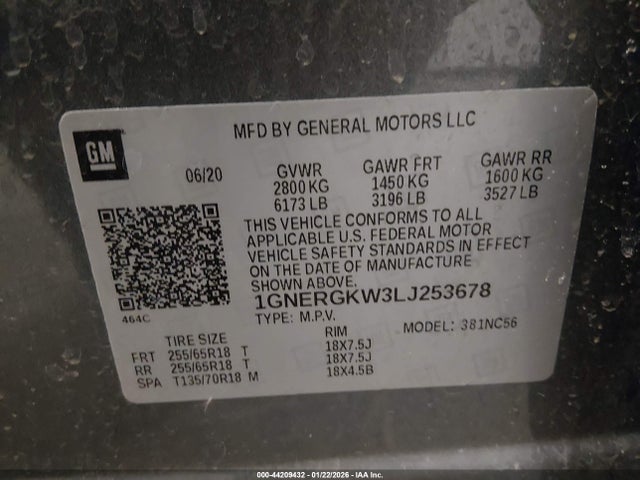 GM
MFD BY GENERAL MOTORS LLC
06/20
GVWR GAWR FRT GAWR RR
2800 KG 1450 KG 1600 KG
6173 LB 3196 LB 3527 LB
THIS VEHICLE CONFORMS TO ALL
APPLICABLE U.S. FEDERAL MOTOR
VEHICLE SAFETY STANDARDS IN EFFECT
ON THE DATE OF MANUFACTURE
SHOWN ABOVE.
1GNERGKW3LJ253678
464C
TYPE: M.P.V. MODEL: 381NC56
TIRE SIZE RIM
FRT 255/65R18 T 18X7.5J
RR 255/65R18 T 18X7.5J
SPA T135/70R18 M 18X4.5B
000-44209432 - 01/22/2026 - IAA Inc.